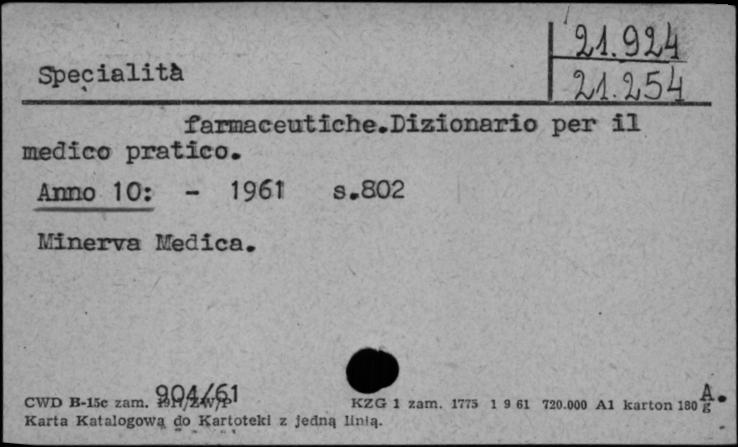 21.924
Specialità
21.254
farmaceutiche.Dizionario per il
medico pratico.
Anno 10: - 1961 s.802
Minerva Medica.
904/61
CWD B-15c zam. KZG 1 zam. 1775 1 9 61 720.000 A1 karton 180 g
A.
Karta Katalogową do Kartoteki z jedną linią.